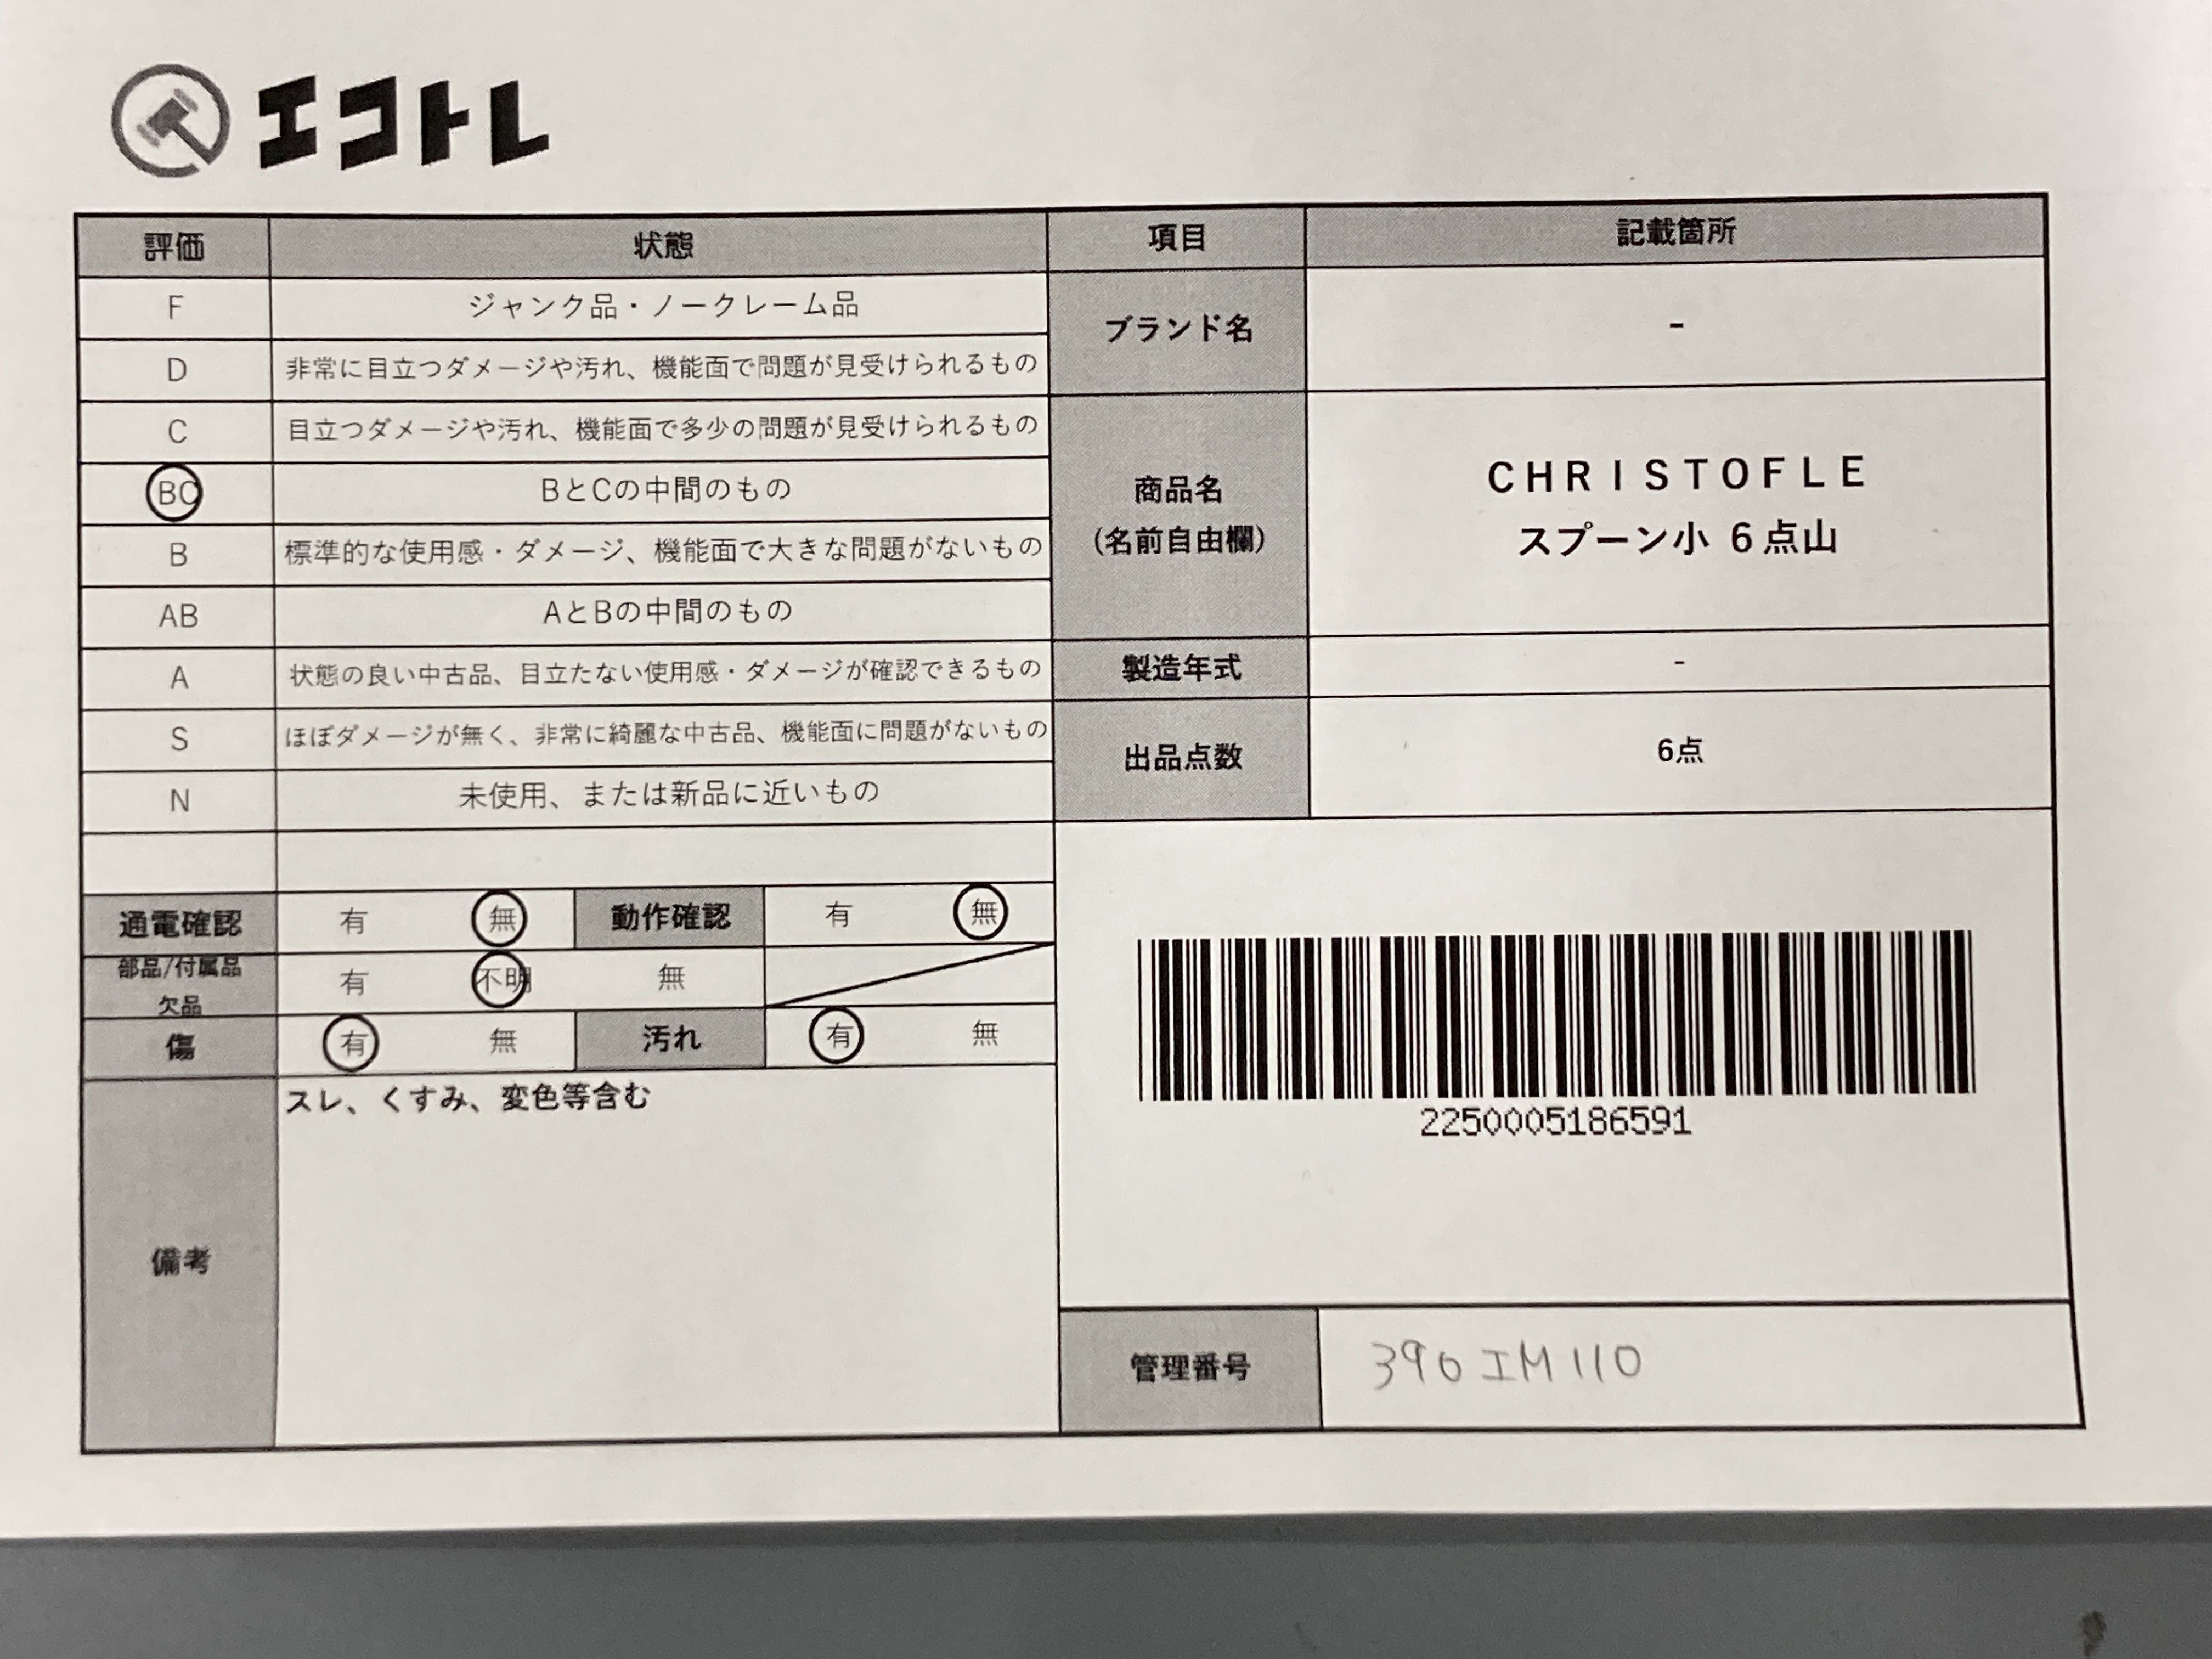 エコトレ
評価 状態 項目 記載箇所
F ジャンク品・ノークレーム品
D 非常に目立つダメージや汚れ、機能面で問題が見受けられるもの
ブランド名 -
C 目立つダメージや汚れ、機能面で多少の問題が見受けられるもの
BC BとCの中間のもの
B 標準的な使用感・ダメージ、機能面で大きな問題がないもの
AB AとBの中間のもの
商品名
(名前自由欄)
CHRISTOFLE
スプーン小 6点山
A 状態の良い中古品、目立たない使用感・ダメージが確認できるもの
製造年式 -
S ほぼダメージが無く、非常に綺麗な中古品、機能面に問題がないもの
N 未使用、または新品に近いもの
出品点数 6点
通電確認 有 無 動作確認 有 無
部品/付属品
欠品
有 不明 無
傷 有 無 汚れ 有 無
備考
スレ、くすみ、変色等含む
2250005186591
管理番号 390IM110